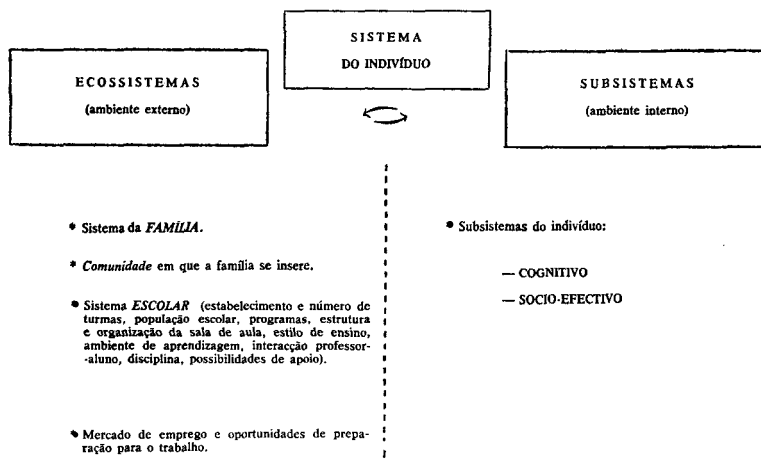 SISTEMA
DO INDIVÍDUO
ECOSSISTEMAS
(ambiente externo)
SUBSISTEMAS
(ambiente interno)
* Sistema da FAMÍLIA.
* Comunidade em que a família se insere.
• Sistema ESCOLAR (estabelecimento e número de
turmas, população escolar, programas, estrutura
e organização da sala de aula, estilo de ensino,
ambiente de aprendizagem, interacção professor-
-aluno, disciplina, possibilidades de apoio).
• Mercado de emprego e oportunidades de prepa-
ração para o trabalho.
• Subsistemas do indivíduo:
— COGNITIVO
— SOCIO-EFECTIVO